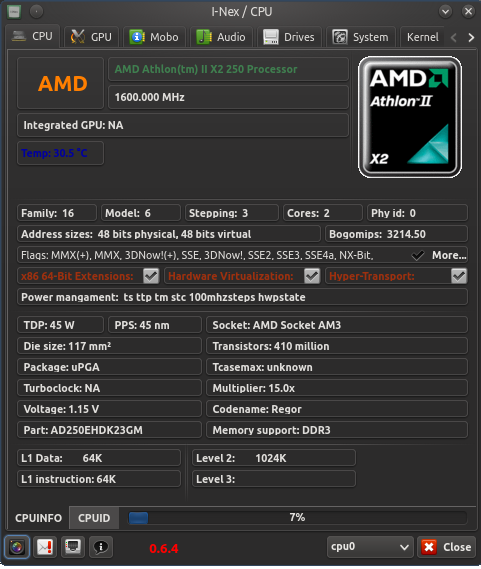 I-Nex / CPU
CPU GPU Mobo Audio Drives System Kernel
AMD
AMD Athlon(tm) II X2 250 Processor
1600.000 MHz
Integrated GPU: NA
Temp: 30.5 °C
AMD
Athlon II
X2
Family: 16 Model: 6 Stepping: 3 Cores: 2 Phy id: 0
Address sizes: 48 bits physical, 48 bits virtual Bogomips: 3214.50
Flags: MMX(+), MMX, 3DNow!(+), SSE, 3DNow!, SSE2, SSE3, SSE4a, NX-Bit, More...
x86 64-Bit Extensions: Hardware Virtualization: Hyper-Transport:
Power mangament: ts ttp tm stc 100mhzsteps hwpstate
TDP: 45 W PPS: 45 nm Socket: AMD Socket AM3
Die size: 117 mm² Transistors: 410 million
Package: uPGA Tcasemax: unknown
Turboclock: NA Multiplier: 15.0x
Voltage: 1.15 V Codename: Regor
Part: AD250EHDK23GM Memory support: DDR3
L1 Data: 64K Level 2: 1024K
L1 instruction: 64K Level 3:
CPUINFO CPUID 7%
0.6.4 cpu0 Close